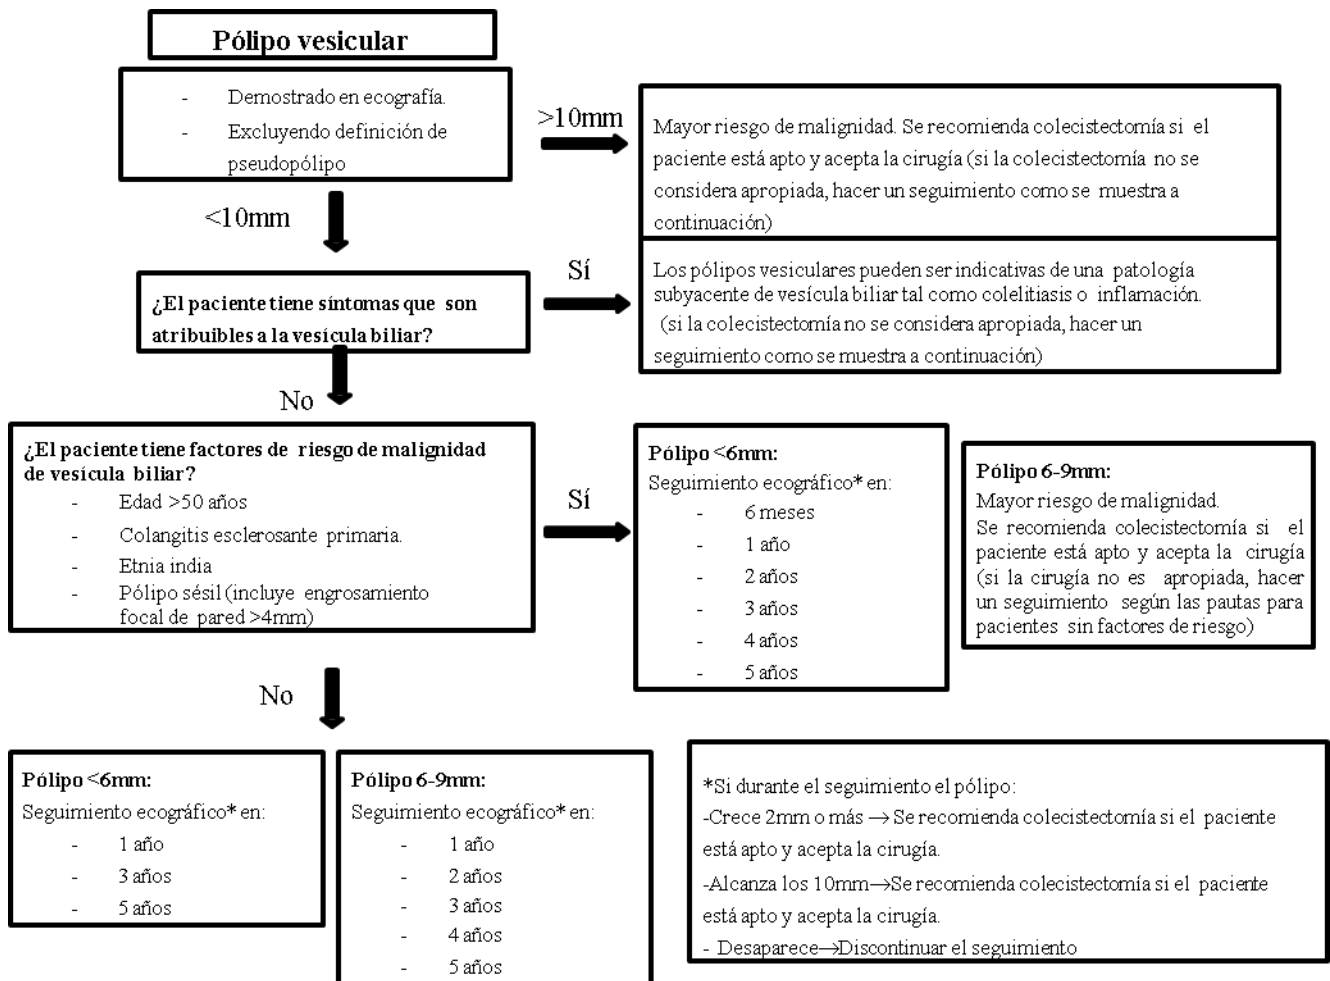 Pólipo vesicular
- Demostrado en ecografía.
- Excluyendo definición de
pseudopólipo
>10mm
Mayor riesgo de malignidad. Se recomienda colecistectomía si el
paciente está apto y acepta la cirugía (si la colecistectomía no se
considera apropiada, hacer un seguimiento como se muestra a
continuación)
<10mm
¿El paciente tiene síntomas que son
atribuibles a la vesícula biliar?
Sí
Los pólipos vesiculares pueden ser indicativas de una patología
subyacente de vesícula biliar tal como colelitiasis o inflamación.
(si la colecistectomía no se considera apropiada, hacer un
seguimiento como se muestra a continuación)
No
¿El paciente tiene factores de riesgo de malignidad
de vesícula biliar?
- Edad >50 años
- Colangitis esclerosante primaria.
- Etnia india
- Pólipo sésil (incluye engrosamiento
focal de pared >4mm)
Sí
Pólipo <6mm:
Seguimiento ecográfico* en:
- 6 meses
- 1 año
- 2 años
- 3 años
- 4 años
- 5 años
Pólipo 6-9mm:
Mayor riesgo de malignidad.
Se recomienda colecistectomía si el
paciente está apto y acepta la cirugía
(si la cirugía no es apropiada, hacer
un seguimiento según las pautas para
pacientes sin factores de riesgo)
No
Pólipo <6mm:
Seguimiento ecográfico* en:
- 1 año
- 3 años
- 5 años
Pólipo 6-9mm:
Seguimiento ecográfico* en:
- 1 año
- 2 años
- 3 años
- 4 años
- 5 años
*Si durante el seguimiento el pólipo:
-Crece 2mm o más → Se recomienda colecistectomía si el paciente
está apto y acepta la cirugía.
-Alcanza los 10mm→Se recomienda colecistectomía si el paciente
está apto y acepta la cirugía.
- Desaparece→Discontinuar el seguimiento